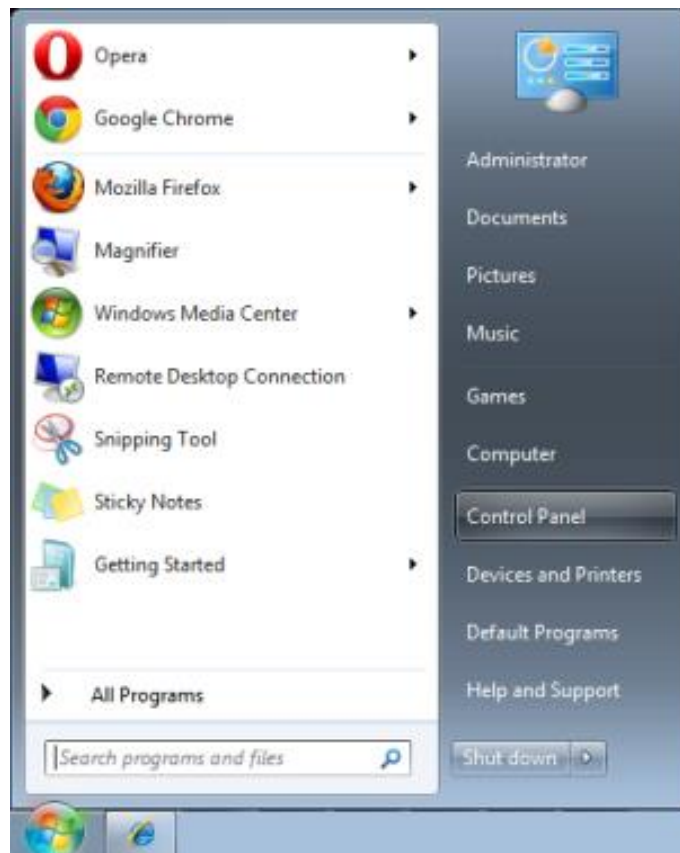 Opera
Google Chrome
Mozilla Firefox
Magnifier
Windows Media Center
Remote Desktop Connection
Snipping Tool
Sticky Notes
Getting Started
All Programs
Search programs and files
Administrator
Documents
Pictures
Music
Games
Computer
Control Panel
Devices and Printers
Default Programs
Help and Support
Shut down